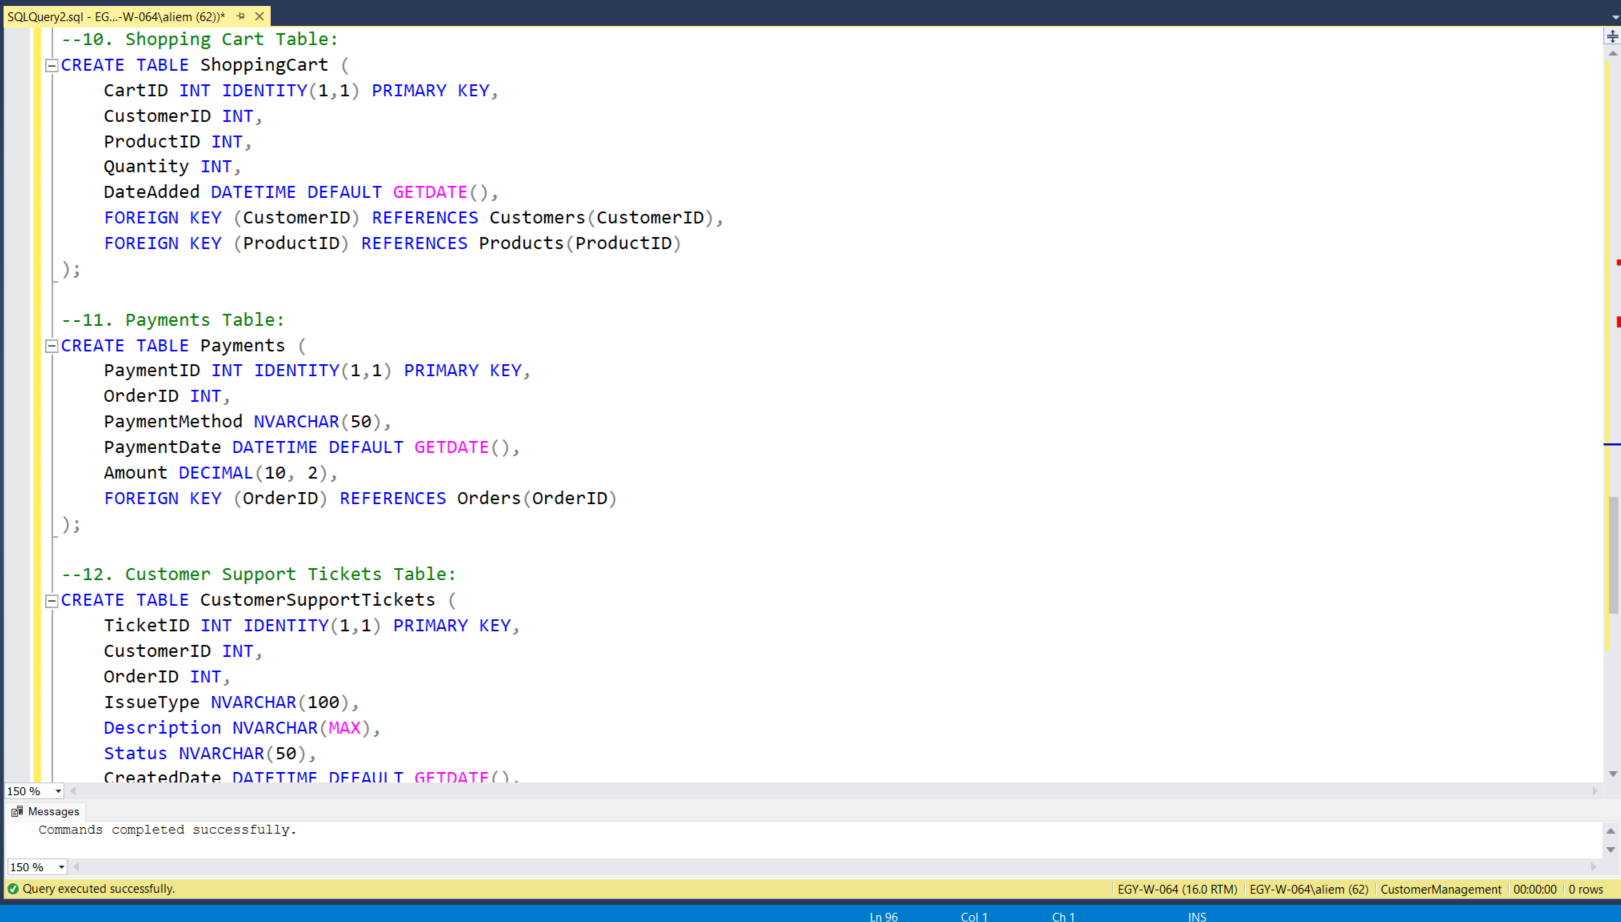 SQLQuery2.sql - EG...-W-064\aliem (62))*
--10. Shopping Cart Table:
CREATE TABLE ShoppingCart (
CartID INT IDENTITY(1,1) PRIMARY KEY,
CustomerID INT,
ProductID INT,
Quantity INT,
DateAdded DATETIME DEFAULT GETDATE(),
FOREIGN KEY (CustomerID) REFERENCES Customers(CustomerID),
FOREIGN KEY (ProductID) REFERENCES Products(ProductID)
);
--11. Payments Table:
CREATE TABLE Payments (
PaymentID INT IDENTITY(1,1) PRIMARY KEY,
OrderID INT,
PaymentMethod NVARCHAR(50),
PaymentDate DATETIME DEFAULT GETDATE(),
Amount DECIMAL(10, 2),
FOREIGN KEY (OrderID) REFERENCES Orders(OrderID)
);
--12. Customer Support Tickets Table:
CREATE TABLE CustomerSupportTickets (
TicketID INT IDENTITY(1,1) PRIMARY KEY,
CustomerID INT,
OrderID INT,
IssueType NVARCHAR(100),
Description NVARCHAR(MAX),
Status NVARCHAR(50),
CreatedDate DATETIME DEFAULT GETDATE(),
150 %
Messages
Commands completed successfully.
150 %
Query executed successfully. EGY-W-064 (16.0 RTM) EGY-W-064\aliem (62) CustomerManagement 00:00:00 0 rows
Ln 96 Col 1 Ch 1 INS